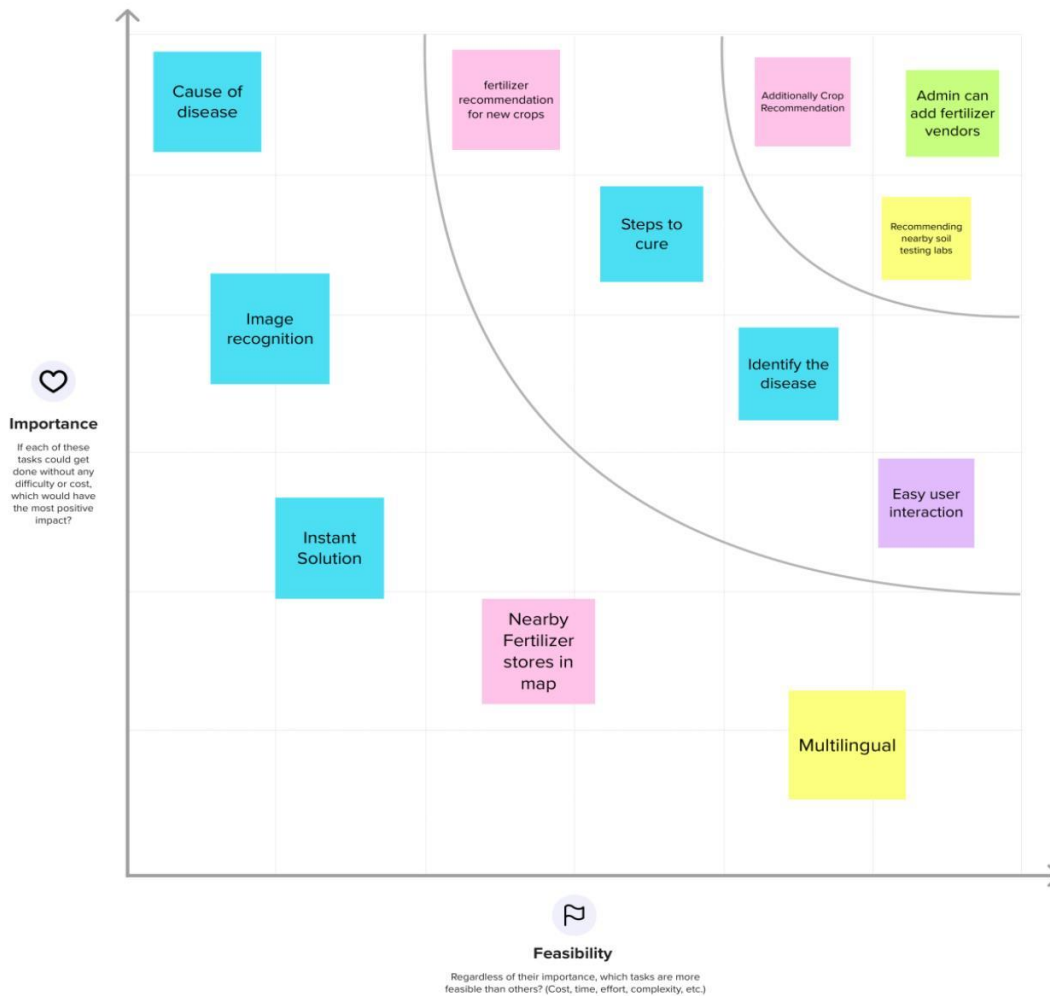 Cause of
disease
fertilizer
recommendation
for new crops
Additionally Crop
Recommendation
Admin can
add fertilizer
vendors
Steps to
cure
Recommending
nearby soil
testing labs
Image
recognition
Identify the
disease
Importance
If each of these
tasks could get
done without any
difficulty or cost,
which would have
the most positive
impact?
Easy user
interaction
Instant
Solution
Nearby
Fertilizer
stores in
map
Multilingual
Feasibility
Regardless of their importance, which tasks are more
feasible than others? (Cost, time, effort, complexity, etc.)